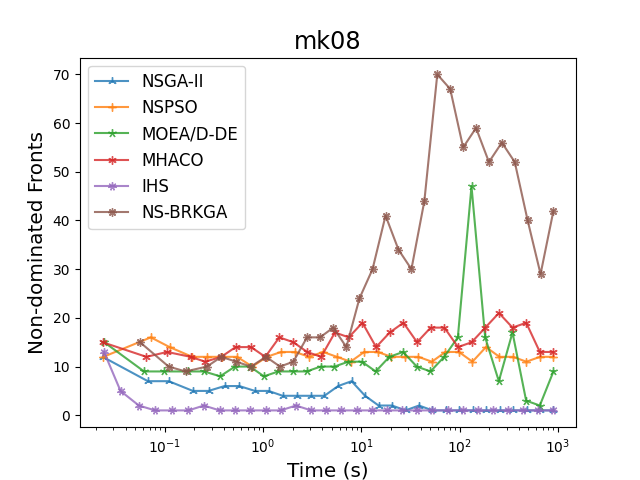 mk08
NSGA-II
NSPSO
MOEA/D-DE
MHACO
IHS
NS-BRKGA
Non-dominated Fronts
70
60
50
40
30
20
10
0
10⁻¹ 10⁰ 10¹ 10² 10³
Time (s)